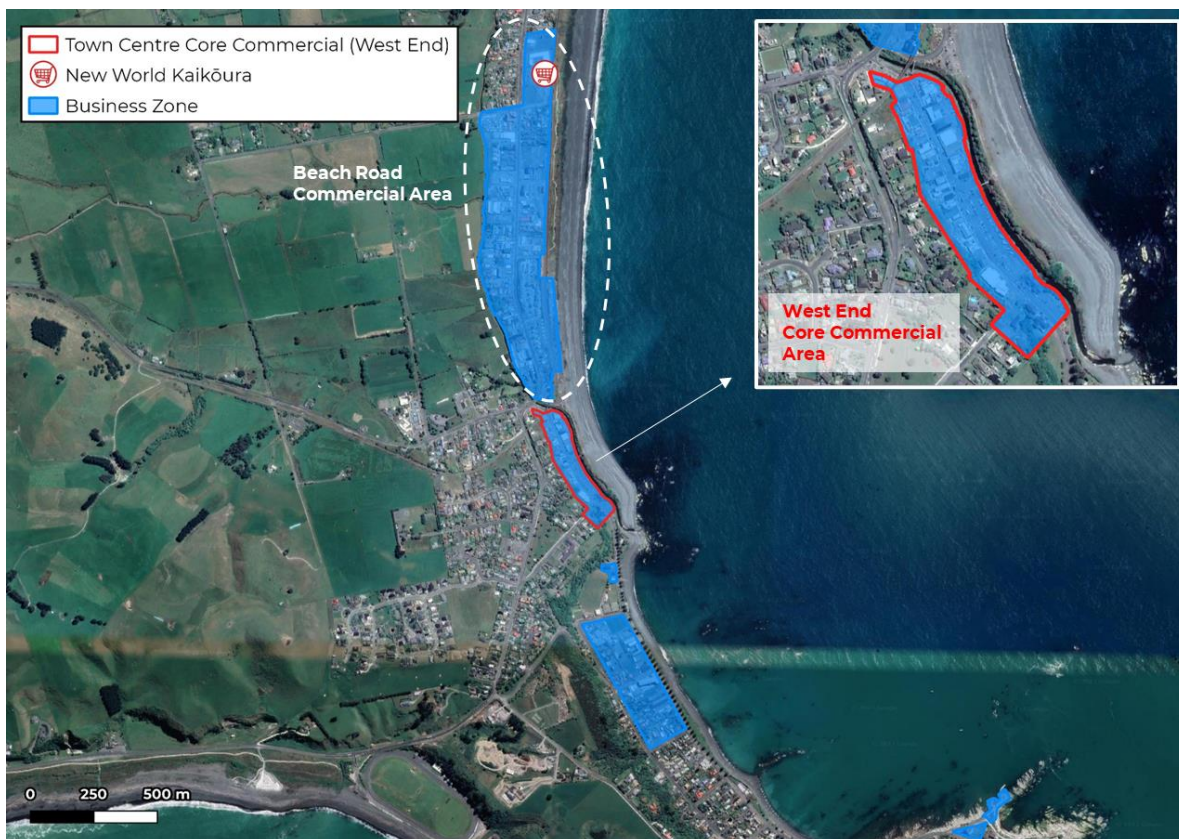 Town Centre Core Commercial (West End)
New World Kaikōura
Business Zone
Beach Road
Commercial Area
West End
Core Commercial
Area
0 250 500 m